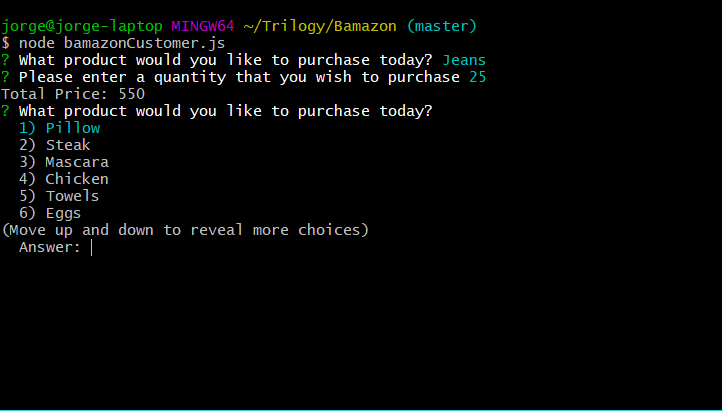 jorge@jorge-laptop MINGW64 ~/Trilogy/Bamazon (master)
$ node bamazonCustomer.js
? What product would you like to purchase today? Jeans
? Please enter a quantity that you wish to purchase 25
Total Price: 550
? What product would you like to purchase today?
1) Pillow
2) Steak
3) Mascara
4) Chicken
5) Towels
6) Eggs
(Move up and down to reveal more choices)
Answer: